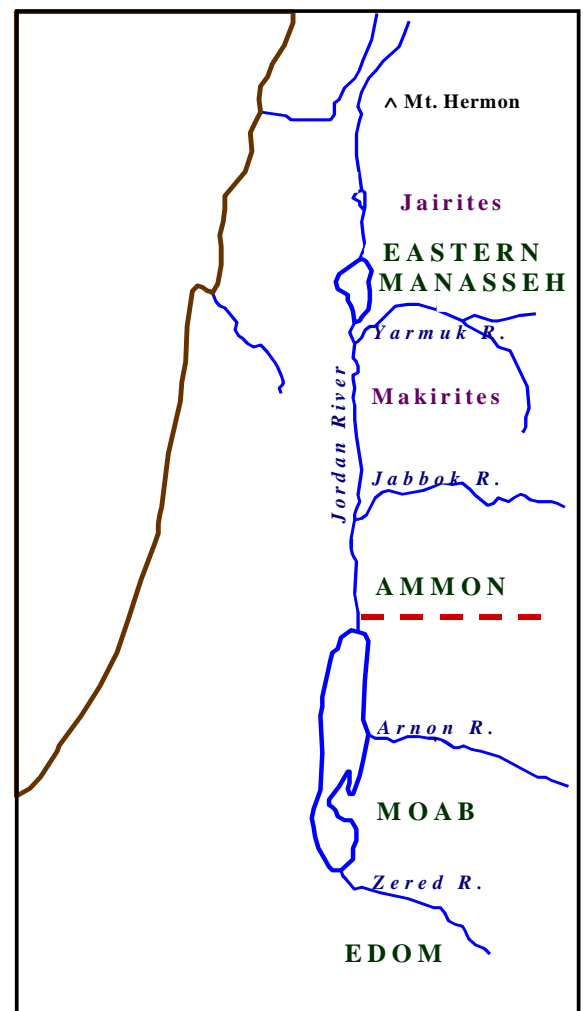 ^ Mt. Hermon
Jairites
EASTERN
MANASSEH
Yarmuk R.
Makirites
Jordan River
Jabbok R.
AMMON
Arnon R.
MOAB
Zered R.
EDOM